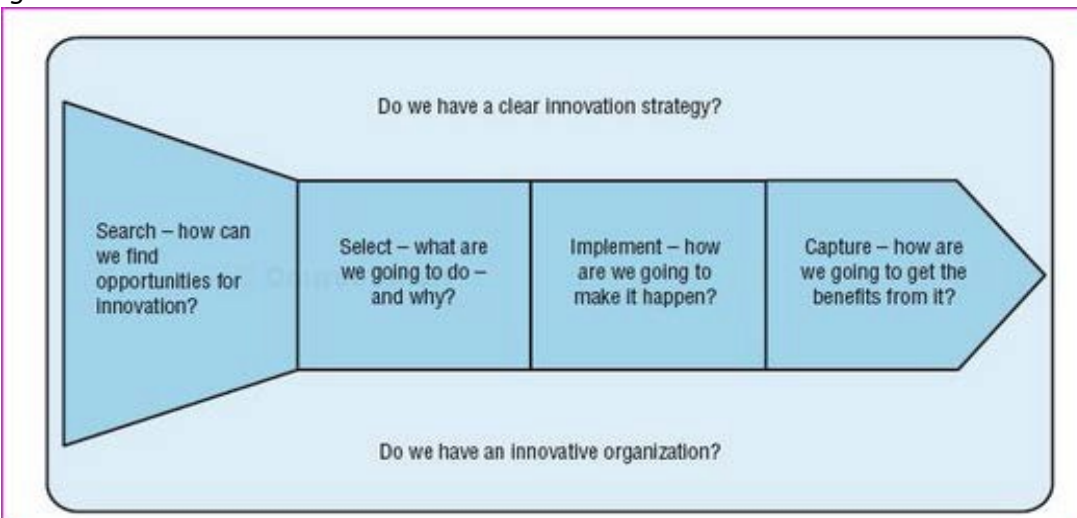 Do we have a clear innovation strategy?
Search – how can
we find
opportunities for
innovation?
Select – what are
we going to do –
and why?
Implement – how
are we going to
make it happen?
Capture – how are
we going to get the
benefits from it?
Do we have an innovative organization?